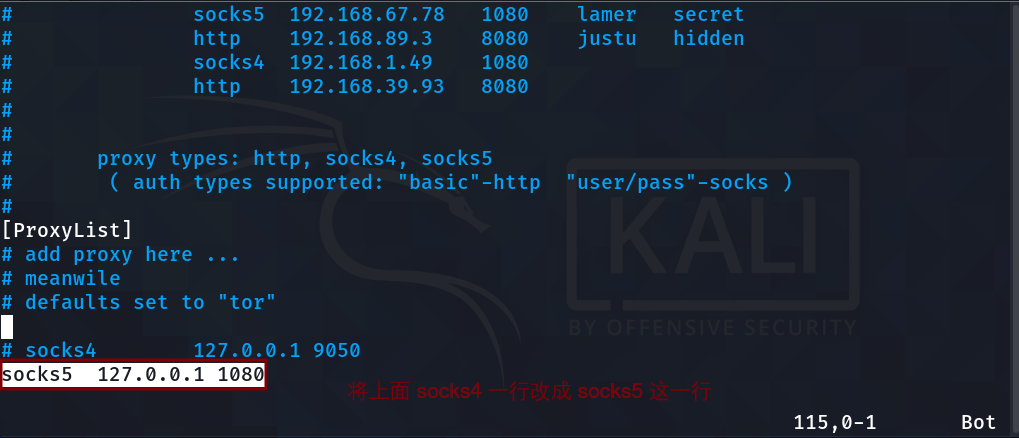 #               socks5  192.168.67.78   1080    lamer   secret
#               http    192.168.89.3    8080    justu   hidden
#               socks4  192.168.1.49    1080
#               http    192.168.39.93   8080
#
#
#       proxy types: http, socks4, socks5
#        ( auth types supported: "basic"-http  "user/pass"-socks )
#
[ProxyList]
# add proxy here ...
# meanwile
# defaults set to "tor"
# socks4        127.0.0.1 9050
socks5  127.0.0.1 1080
将上面 socks4 一行改成 socks5 这一行
115,0-1       Bot
KALI
BY OFFENSIVE SECURITY